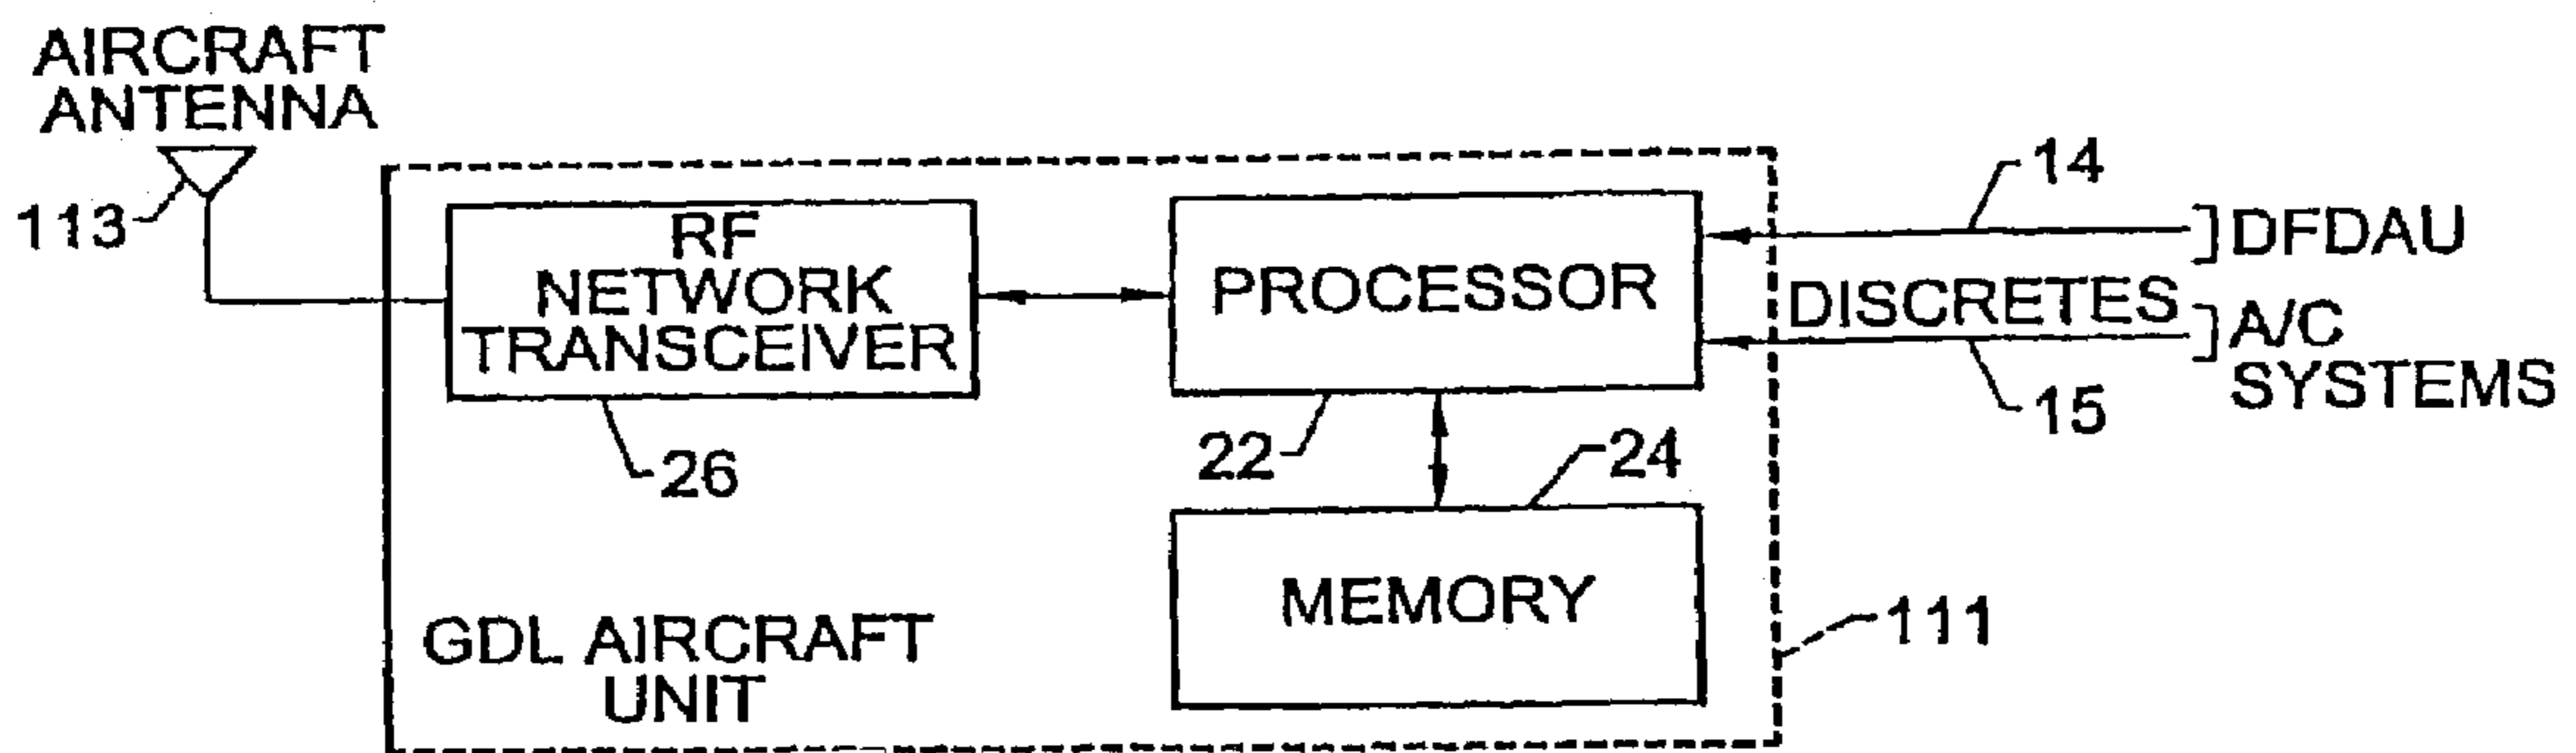 AIRCRAFT
ANTENNA
113
RF
NETWORK
TRANSCEIVER
26
PROCESSOR
22
14
DFDAU
DISCRETES
A/C
SYSTEMS
15
24
MEMORY
GDL AIRCRAFT
UNIT
111